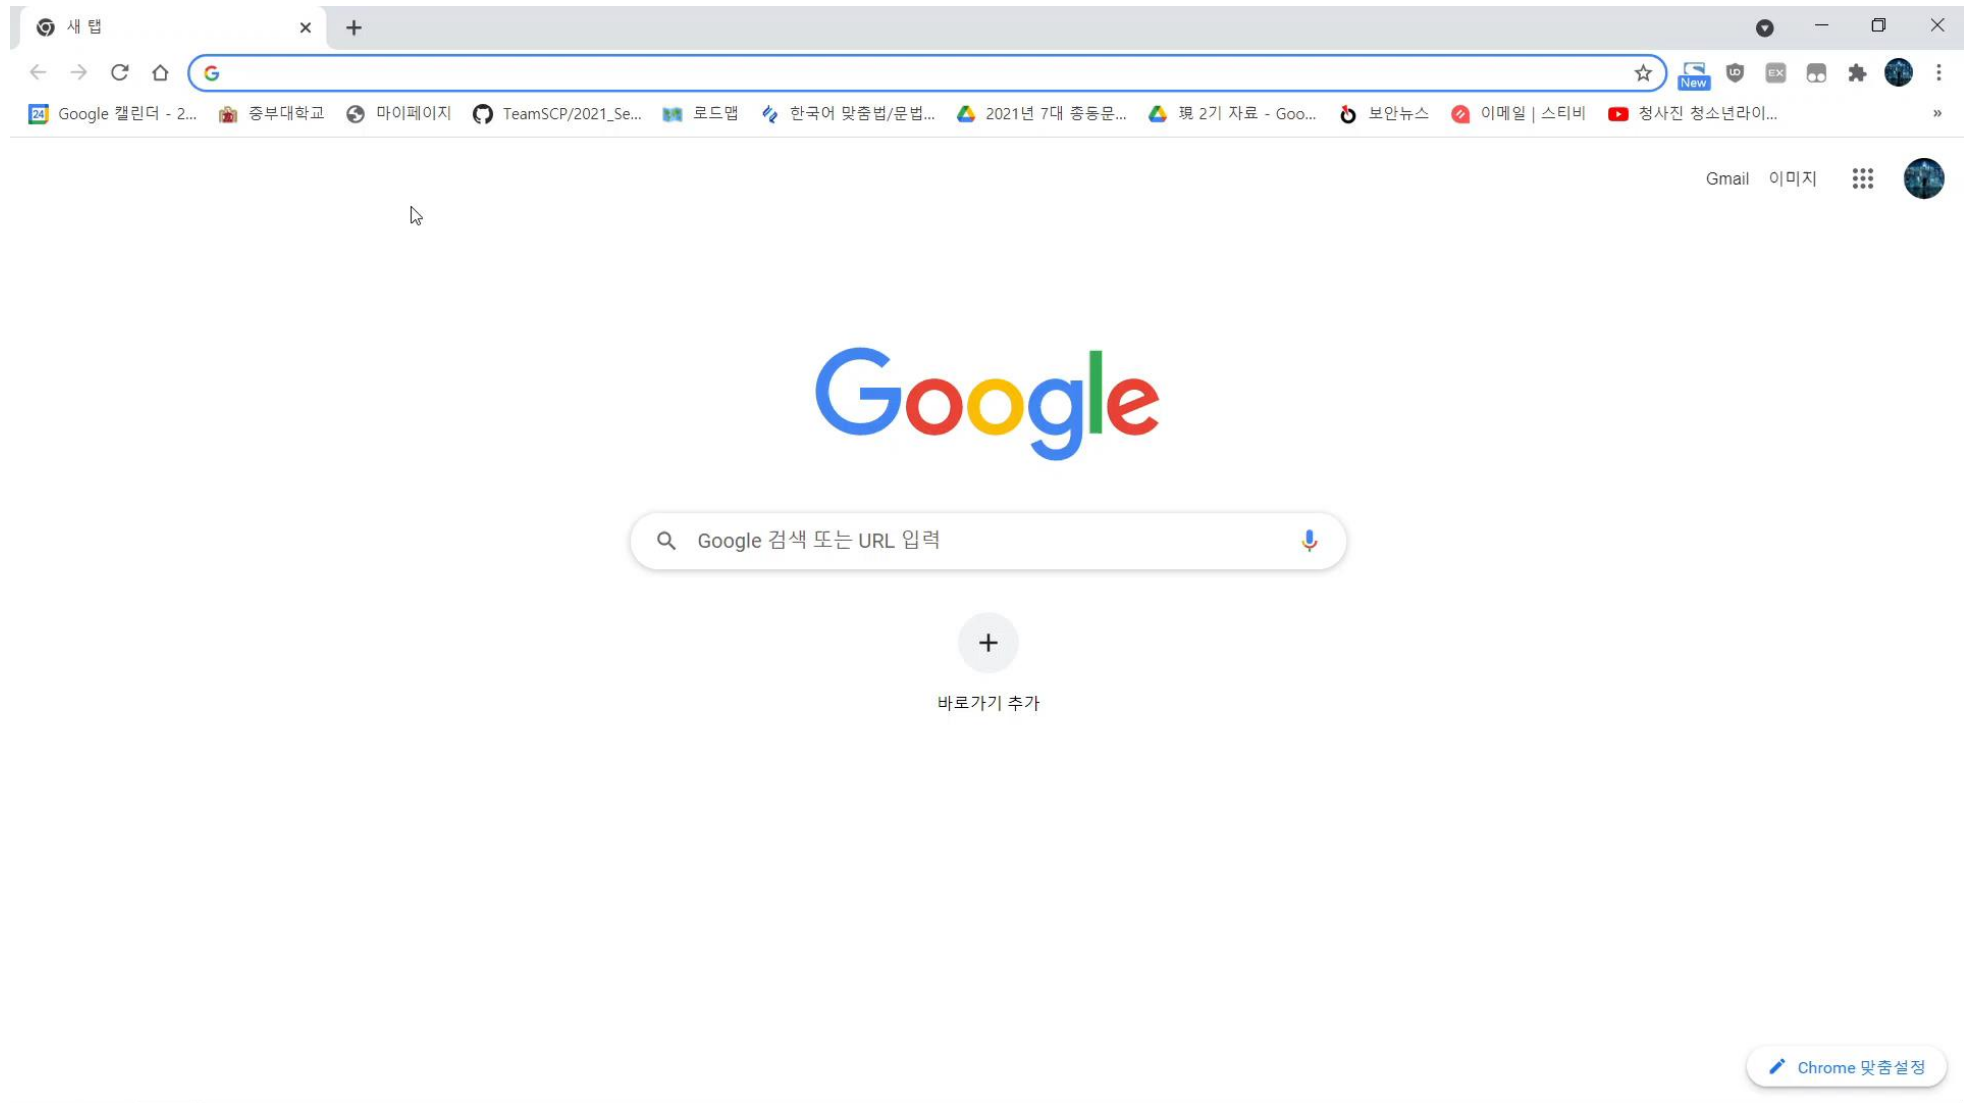 새 탭
New
24 Google 캘린더 - 2... 중부대학교 마이페이지 TeamSCP/2021_Se... 로드맵 한국어 맞춤법/문법... 2021년 7대 종동문... 現 2기 자료 - Goo... 보안뉴스 이메일 | 스티비 청사진 청소년라이... »
Gmail 이미지
Google
Google 검색 또는 URL 입력
바로가기 추가
Chrome 맞춤설정